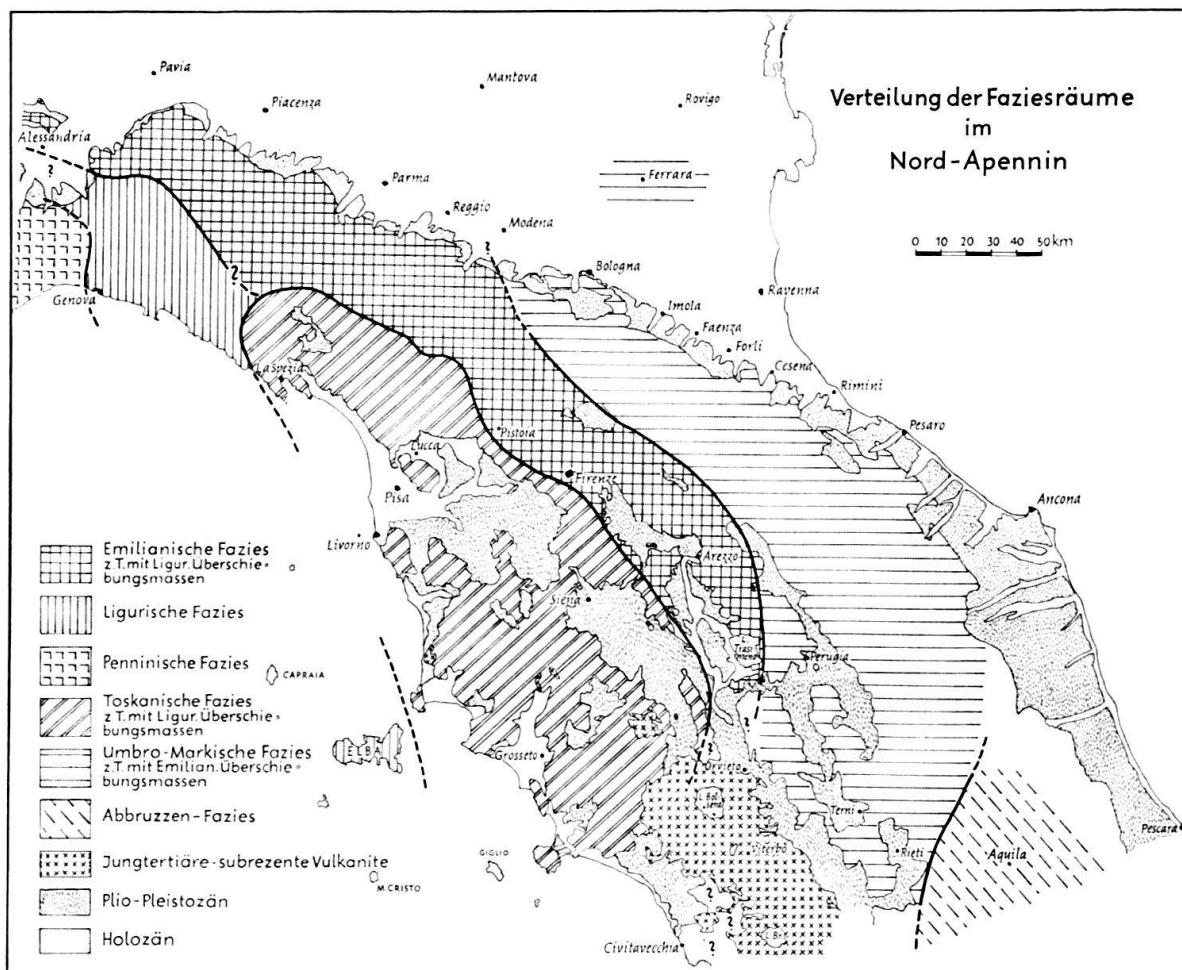 Verteilung der Faziesräume
im
Nord-Apennin
0 10 20 30 40 50 km
Pavia
Mantova
Piacenza
Rovigo
Alessandria
?
Ferrara
Parma
Reggio
Modena
?
Bologna
Genova
?
Ravenna
Imola
Faenza
Forlì
Cesena
La Spezia
Rimini
Pesaro
Pistoia
Lucca
Firenze
Pisa
Ancona
Livorno
Arezzo
Siena
Perugia
CAPRAIA
?
E L B A
Grosseto
?
Orvieto
Terni
Pescara
Viterbo
Rieti
Aquila
GIGLIO
M.CRISTO
?
?
L. Br.
Civitavecchia
?
Emilianische Fazies
z.T. mit Ligur. Überschie=
bungsmassen
Ligurische Fazies
Penninische Fazies
Toskanische Fazies
z.T. mit Ligur. Überschie=
bungsmassen
Umbro-Markische Fazies
z.T. mit Emilian. Überschie=
bungsmassen
Abbruzzen-Fazies
Jungtertiäre-subrezente Vulkanite
Plio-Pleistozän
Holozän